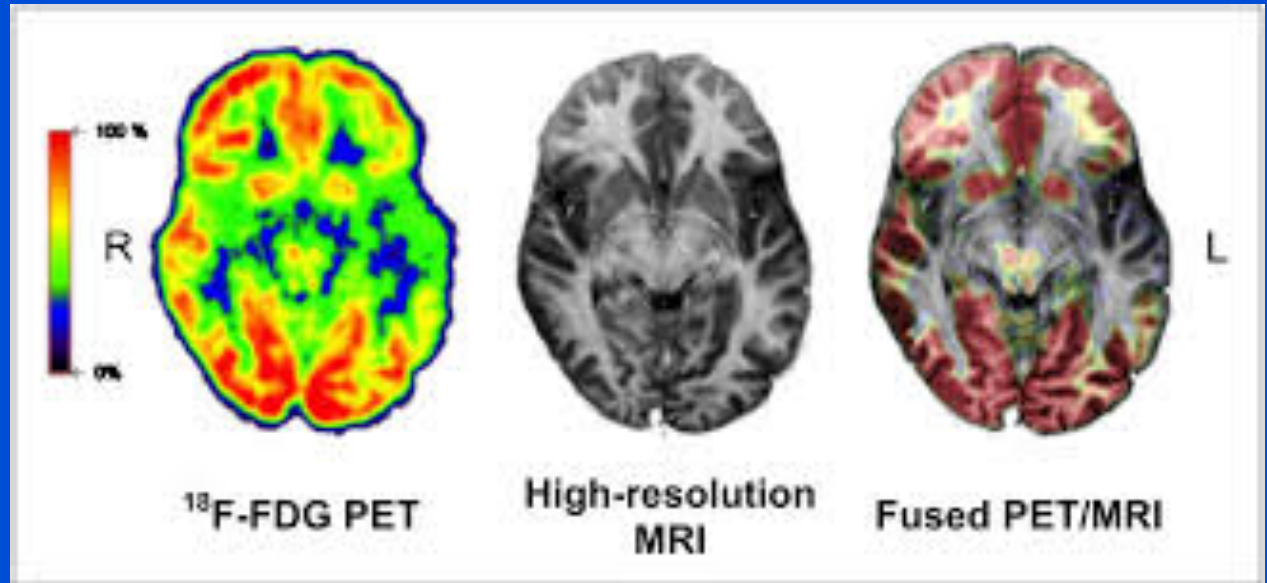 100 %
R
0%
L
¹⁸F-FDG PET
High-resolution
MRI
Fused PET/MRI